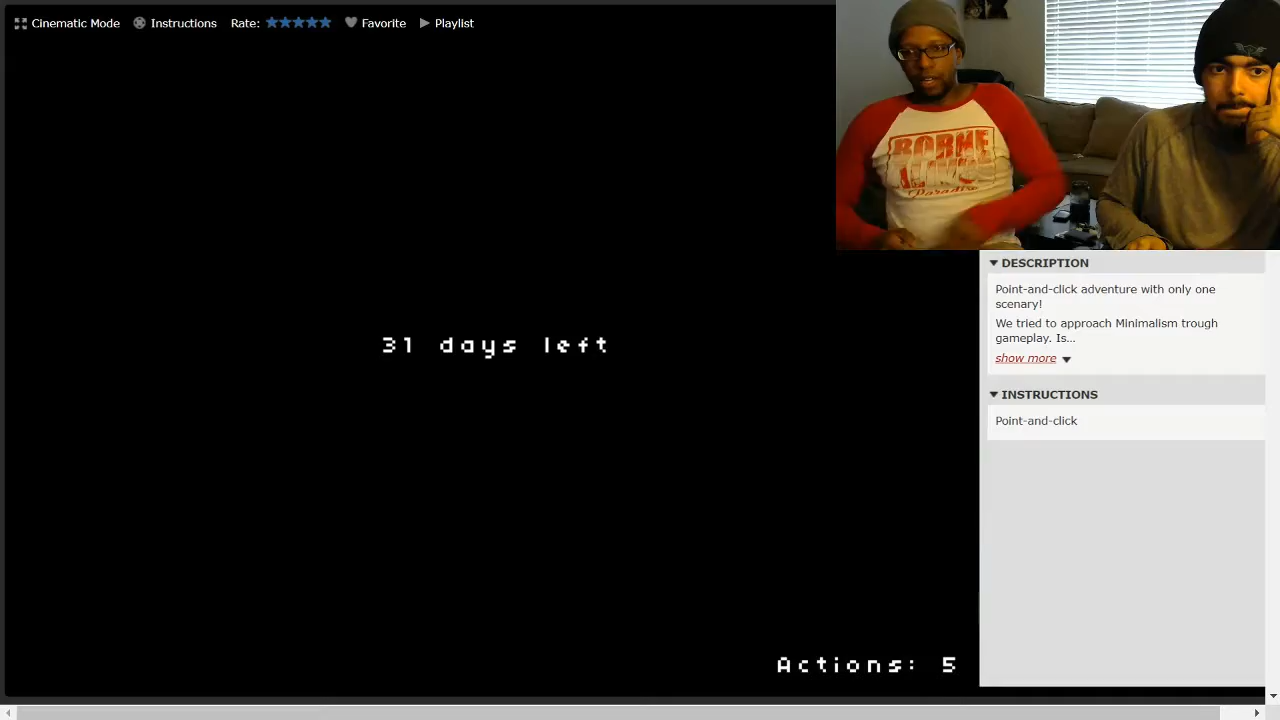 Cinematic Mode
Instructions
Rate:
Favorite
Playlist
31 days left
Actions: 5
DESCRIPTION
Point-and-click adventure with only one
scenary!
We tried to approach Minimalism trough
gameplay. Is...
show more
INSTRUCTIONS
Point-and-click